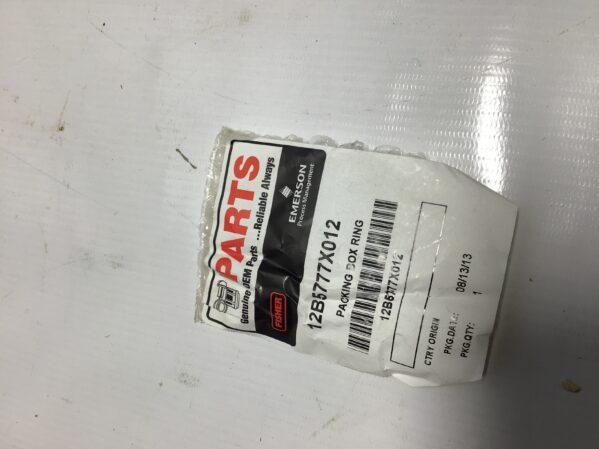 PARTS
Genuine OEM Parts ...Reliable Always
FISHER
EMERSON
Process Management
12B5777X012
PACKING BOX RING
12B5777X012
CTRY ORIGIN
PKG.DATE: 08/13/13
PKG.QTY: 1